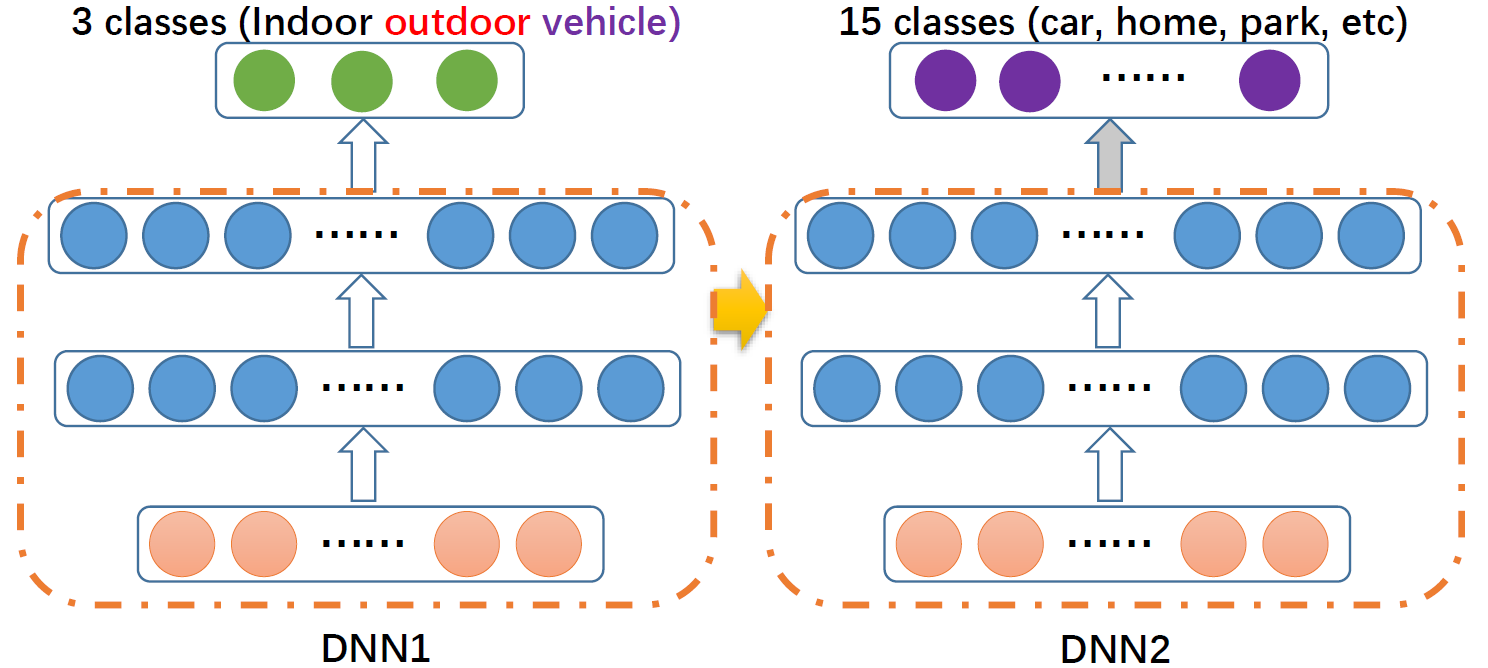 3 classes (Indoor outdoor vehicle)
15 classes (car, home, park, etc)
......
......
......
......
......
......
......
DNN1
DNN2